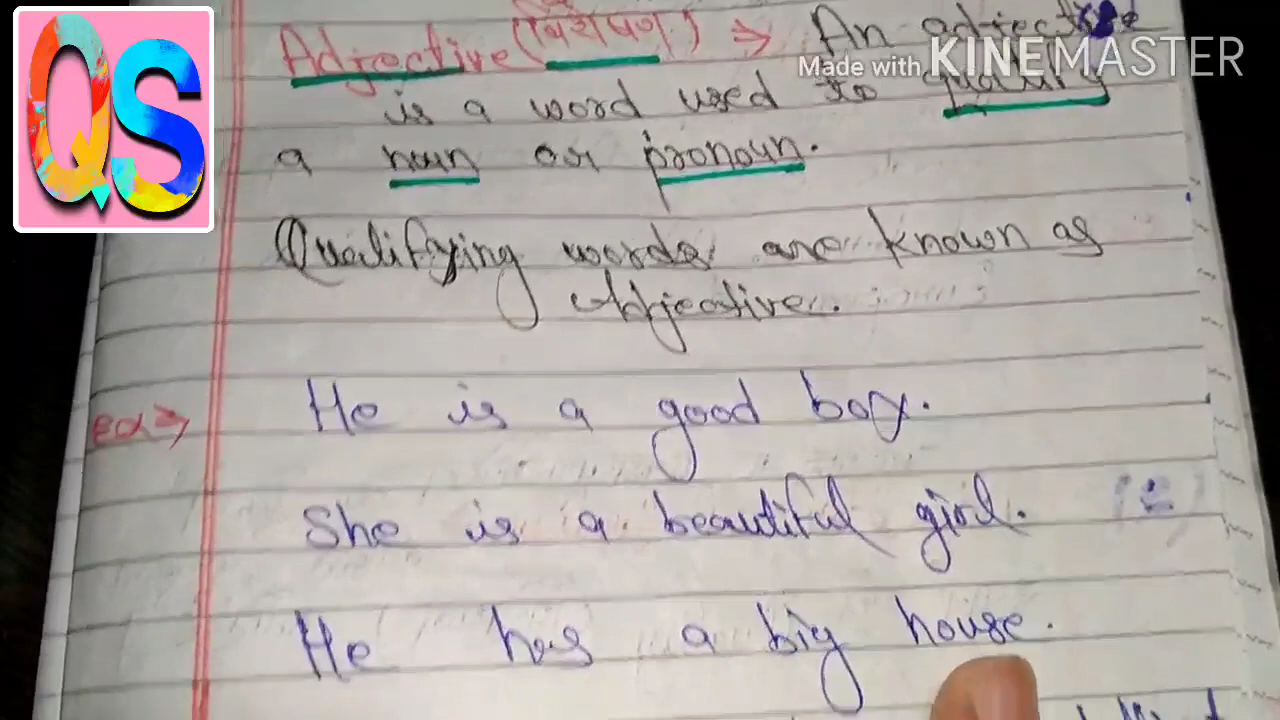 QS
Made with KINEMASTER
Adjective (विशेषण) ⇒ An adjective
is a word used to qualify
a noun or pronoun.
Qualifying words are known as
Adjective.
Ex ⇒ He is a good boy.
She is a beautiful girl.
He has a big house.